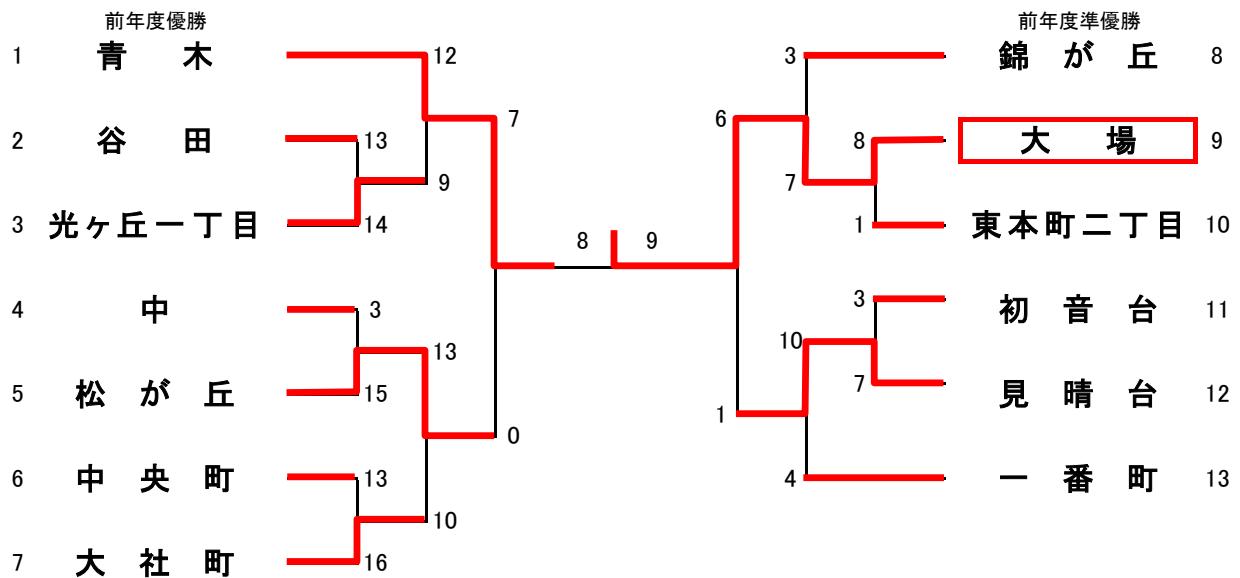 前年度優勝 前年度準優勝
1 青木 12 3 錦が丘 8
7 6
2 谷田 13 8 大場 9
9 7
3 光ヶ丘一丁目 14 1 東本町二丁目 10
8 9
4 中 3 3 初音台 11
13 10
5 松が丘 15 7 見晴台 12
1
0
6 中央町 13 4 一番町 13
10
7 大社町 16